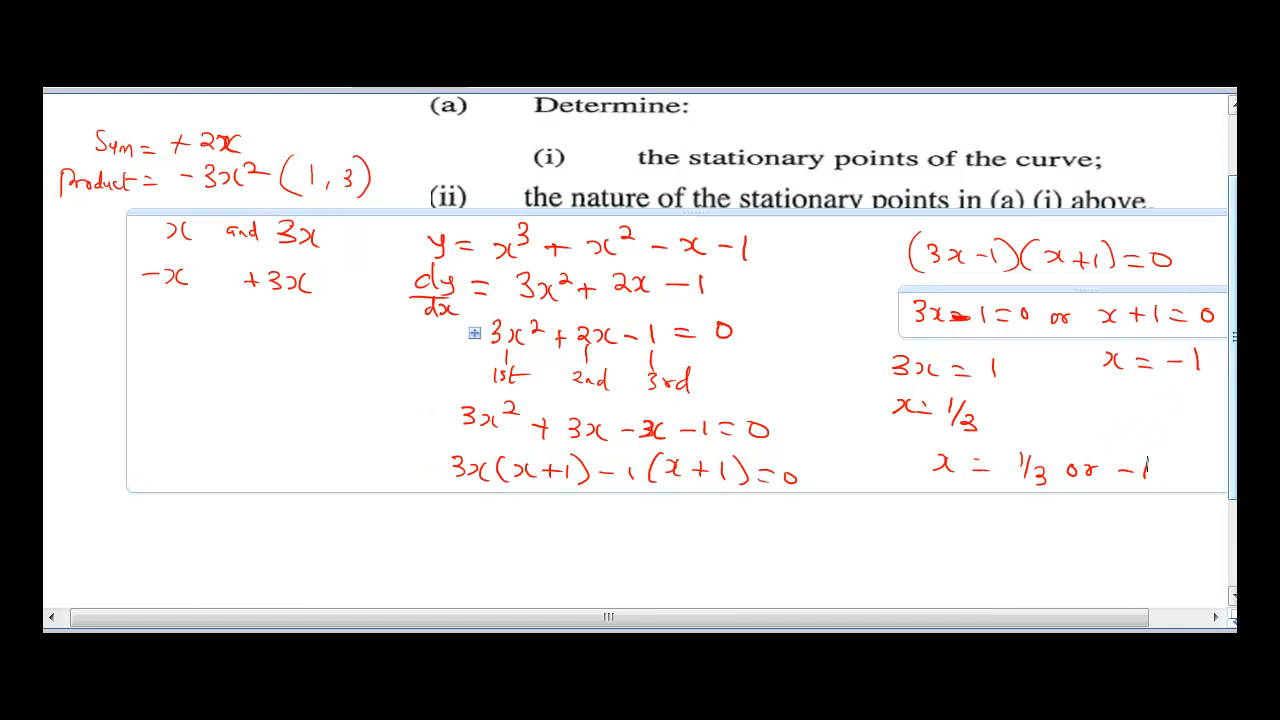 (a) Determine:
(i) the stationary points of the curve;
(ii) the nature of the stationary points in (a) (i) above.
Sum = + 2x
Product = - 3x² (1, 3)
x and 3x
-x +3x
y = x³ + x² - x - 1
dy/dx = 3x² + 2x - 1
3x² + 2x - 1 = 0
1st 2nd 3rd
3x² + 3x - x - 1 = 0
3x(x+1) - 1(x+1) = 0
(3x-1)(x+1) = 0
3x - 1 = 0 or x + 1 = 0
3x = 1 x = -1
x = 1/3
x = 1/3 or -1